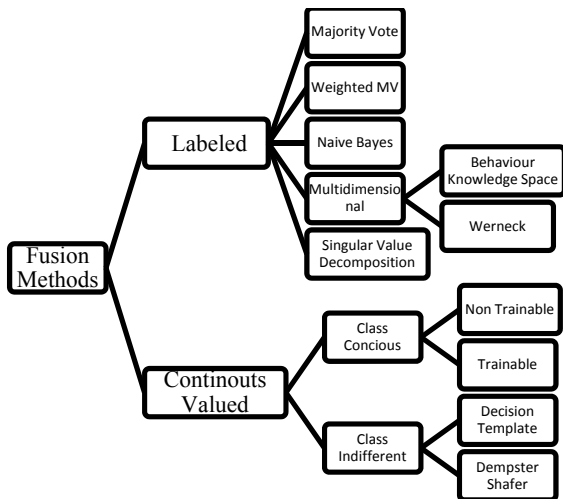 Fusion
Methods
Labeled
Majority Vote
Weighted MV
Naive Bayes
Multidimensio
nal
Behaviour
Knowledge Space
Werneck
Singular Value
Decomposition
Continouts
Valued
Class
Concious
Non Trainable
Trainable
Class
Indifferent
Decision
Template
Dempster
Shafer